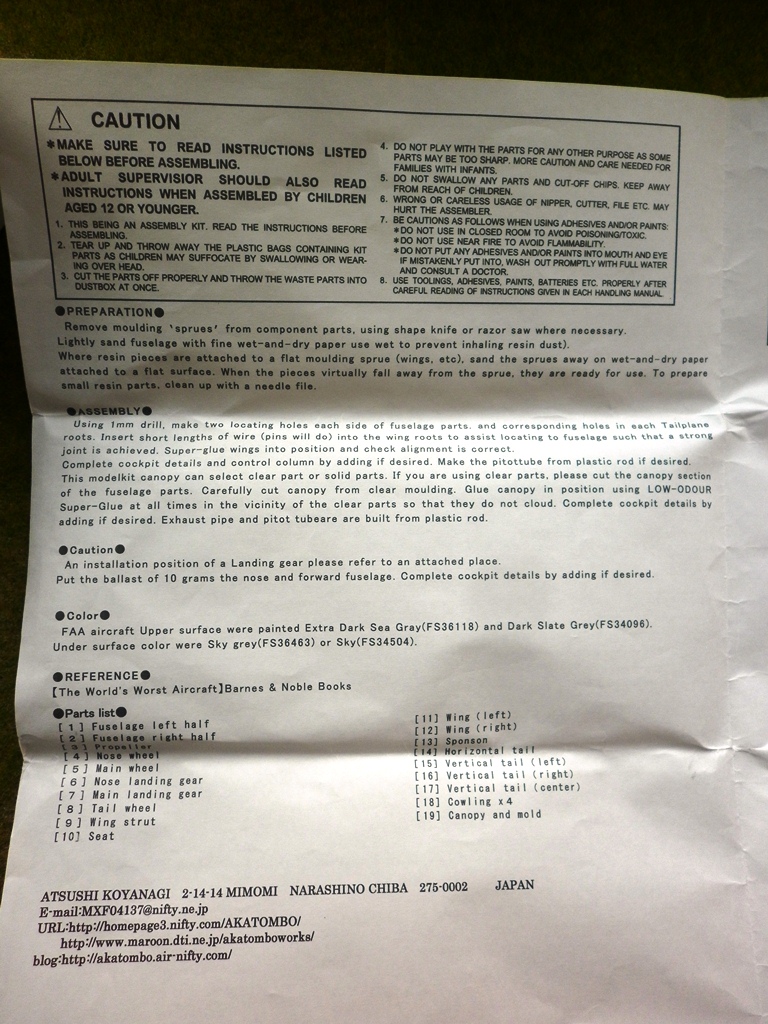 CAUTION
*MAKE SURE TO READ INSTRUCTIONS LISTED
BELOW BEFORE ASSEMBLING.
*ADULT SUPERVISIOR SHOULD ALSO READ
INSTRUCTIONS WHEN ASSEMBLED BY CHILDREN
AGED 12 OR YOUNGER.
1. THIS BEING AN ASSEMBLY KIT. READ THE INSTRUCTIONS BEFORE
ASSEMBLING.
2. TEAR UP AND THROW AWAY THE PLASTIC BAGS CONTAINING KIT
PARTS AS CHILDREN MAY SUFFOCATE BY SWALLOWING OR WEAR-
ING OVER HEAD.
3. CUT THE PARTS OFF PROPERLY AND THROW THE WASTE PARTS INTO
DUSTBOX AT ONCE.
4. DO NOT PLAY WITH THE PARTS FOR ANY OTHER PURPOSE AS SOME
PARTS MAY BE TOO SHARP. MORE CAUTION AND CARE NEEDED FOR
FAMILIES WITH INFANTS.
5. DO NOT SWALLOW ANY PARTS AND CUT-OFF CHIPS. KEEP AWAY
FROM REACH OF CHILDREN.
6. WRONG OR CARELESS USAGE OF NIPPER, CUTTER, FILE ETC. MAY
HURT THE ASSEMBLER.
7. BE CAUTIONS AS FOLLOWS WHEN USING ADHESIVES AND/OR PAINTS:
*DO NOT USE IN CLOSED ROOM TO AVOID POISONING/TOXIC.
*DO NOT USE NEAR FIRE TO AVOID FLAMMABILITY.
*DO NOT PUT ANY ADHESIVES AND/OR PAINTS INTO MOUTH AND EYE
IF MISTAKENLY PUT INTO, WASH OUT PROMPTLY WITH FULL WATER
AND CONSULT A DOCTOR.
8. USE TOOLINGS, ADHESIVES, PAINTS, BATTERIES ETC. PROPERLY AFTER
CAREFUL READING OF INSTRUCTIONS GIVEN IN EACH HANDLING MANUAL
●PREPARATION●
Remove moulding 'sprues' from component parts, using shape knife or razor saw where necessary.
Lightly sand fuselage with fine wet-and-dry paper use wet to prevent inhaling resin dust).
Where resin pieces are attached to a flat moulding sprue (wings, etc), sand the sprues away on wet-and-dry paper
attached to a flat surface. When the pieces virtually fall away from the sprue, they are ready for use. To prepare
small resin parts, clean up with a needle file.
●ASSEMBLY●
Using 1mm drill, make two locating holes each side of fuselage parts. and corresponding holes in each Tailplane
roots. Insert short lengths of wire (pins will do) into the wing roots to assist locating to fuselage such that a strong
joint is achieved. Super-glue wings into position and check alignment is correct.
Complete cockpit details and control column by adding if desired. Make the pitottube from plastic rod if desired.
This modelkit canopy can select clear part or solid parts. If you are using clear parts, please cut the canopy section
of the fuselage parts. Carefully cut canopy from clear moulding. Glue canopy in position using LOW-ODOUR
Super-Glue at all times in the vicinity of the clear parts so that they do not cloud. Complete cockpit details by
adding if desired. Exhaust pipe and pitot tubeare are built from plastic rod.
●Caution●
An installation position of a Landing gear please refer to an attached place.
Put the ballast of 10 grams the nose and forward fuselage. Complete cockpit details by adding if desired.
●Color●
FAA aircraft Upper surface were painted Extra Dark Sea Gray(FS36118) and Dark Slate Grey(FS34096).
Under surface color were Sky grey(FS36463) or Sky(FS34504).
●REFERENCE●
【The World's Worst Aircraft】Barnes & Noble Books
●Parts list●
[1] Fuselage left half
[2] Fuselage right half
[3] Propeller
[4] Nose wheel
[5] Main wheel
[6] Nose landing gear
[7] Main landing gear
[8] Tail wheel
[9] Wing strut
[10] Seat
[11] Wing (left)
[12] Wing (right)
[13] Sponson
[14] Horizontal tail
[15] Vertical tail (left)
[16] Vertical tail (right)
[17] Vertical tail (center)
[18] Cowling x4
[19] Canopy and mold
ATSUSHI KOYANAGI 2-14-14 MIMOMI NARASHINO CHIBA 275-0002 JAPAN
E-mail:MXF04137@nifty.ne.jp
URL:http://homepage3.nifty.com/AKATOMBO/
http://www.maroon.dti.ne.jp/akatomboworks/
blog:http://akatombo.air-nifty.com/